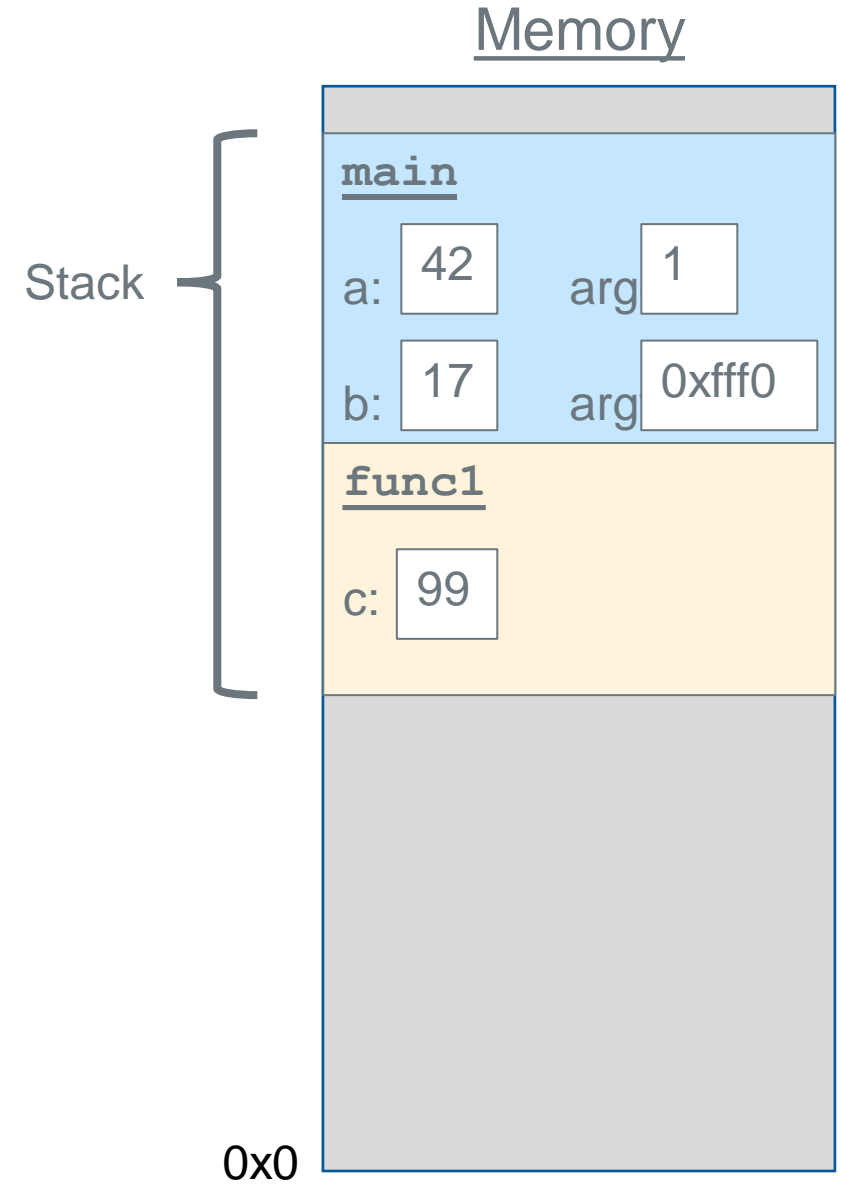 Memory
main
a: 42 arg 1
Stack
b: 17 arg 0xfff0
func1
c: 99
0x0